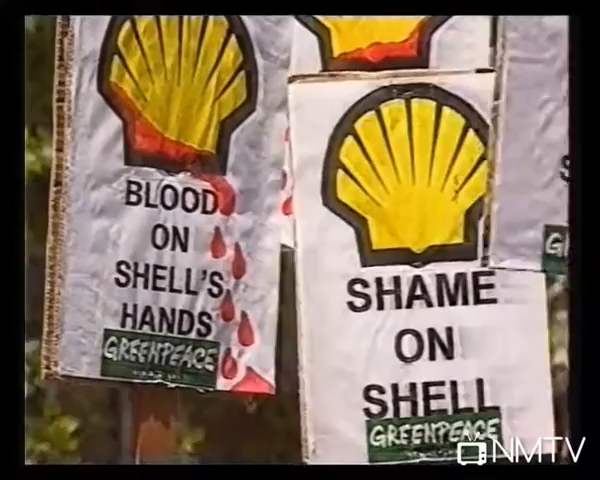 BLOOD
ON
SHELL'S
HANDS
GREENPEACE
SHAME
ON
SHELL
GREENPEACE
NMTV